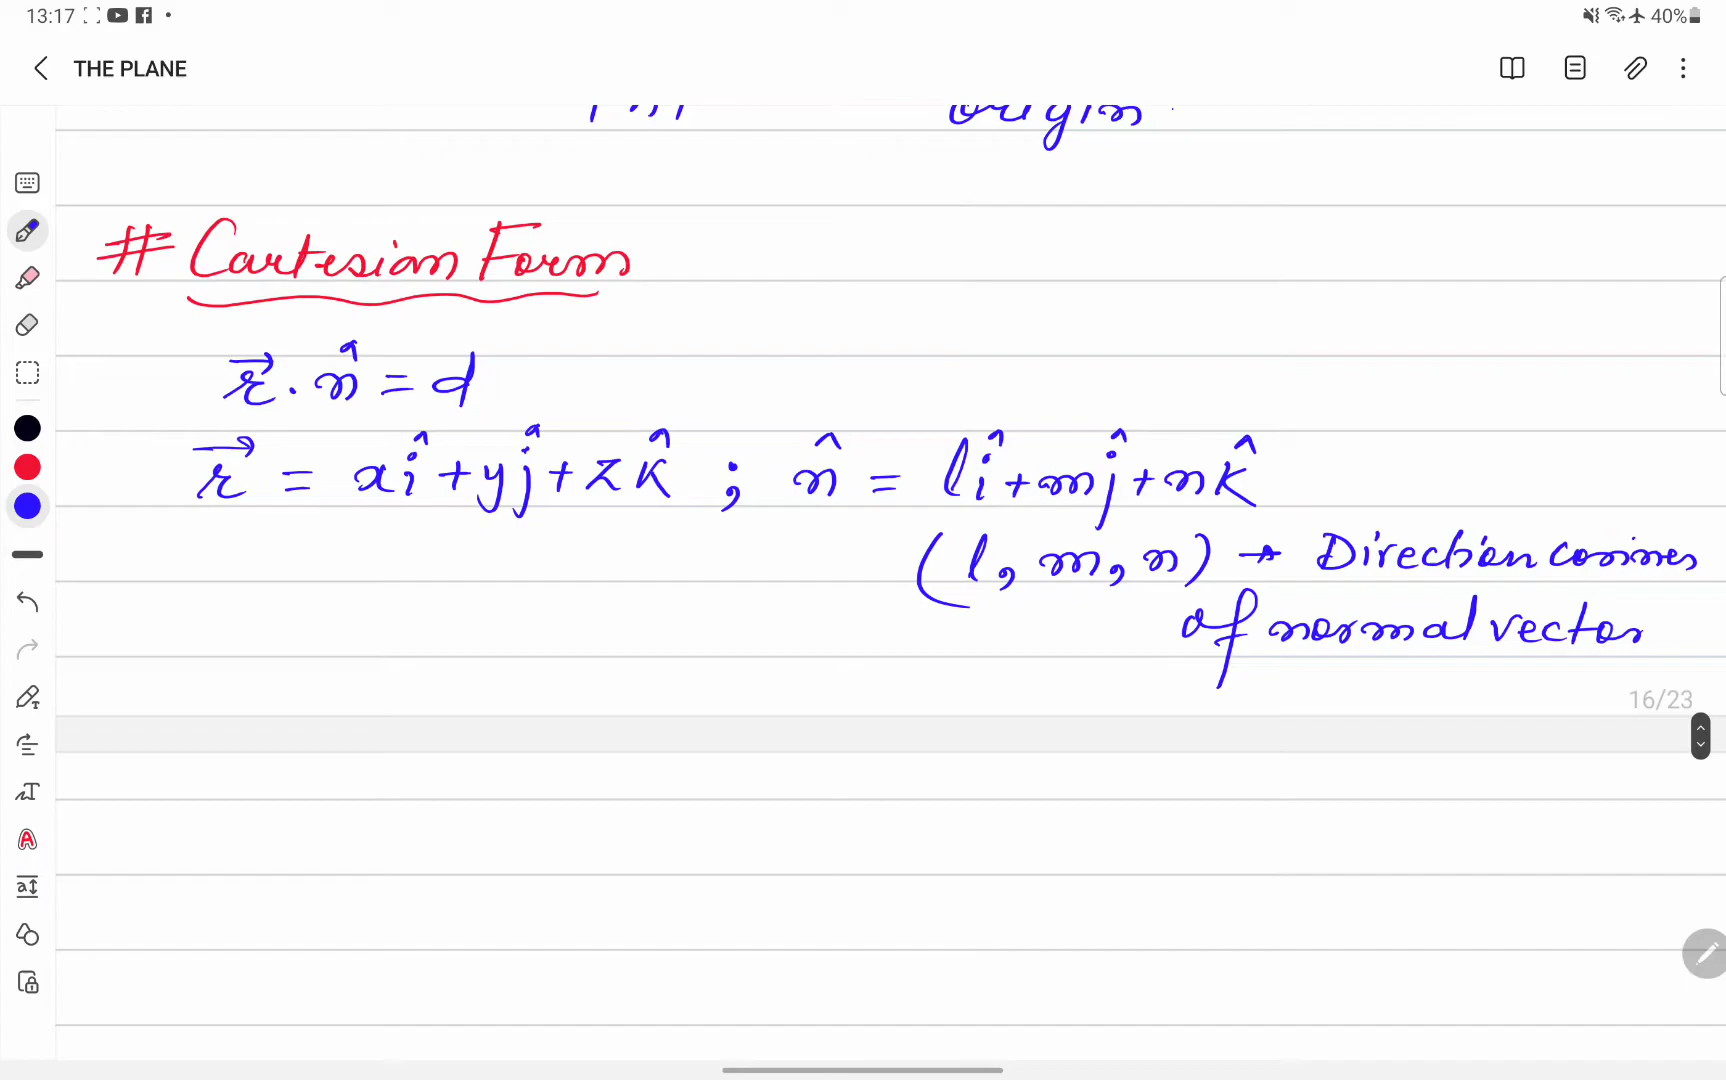 13:17
40%
THE PLANE
origin
# Cartesian Form
r⃗ . n̂ = d
r⃗ = xî + yĵ + zk̂ ; n̂ = lî + mĵ + nk̂
(l, m, n) → Direction cosines
of normal vector
16/23